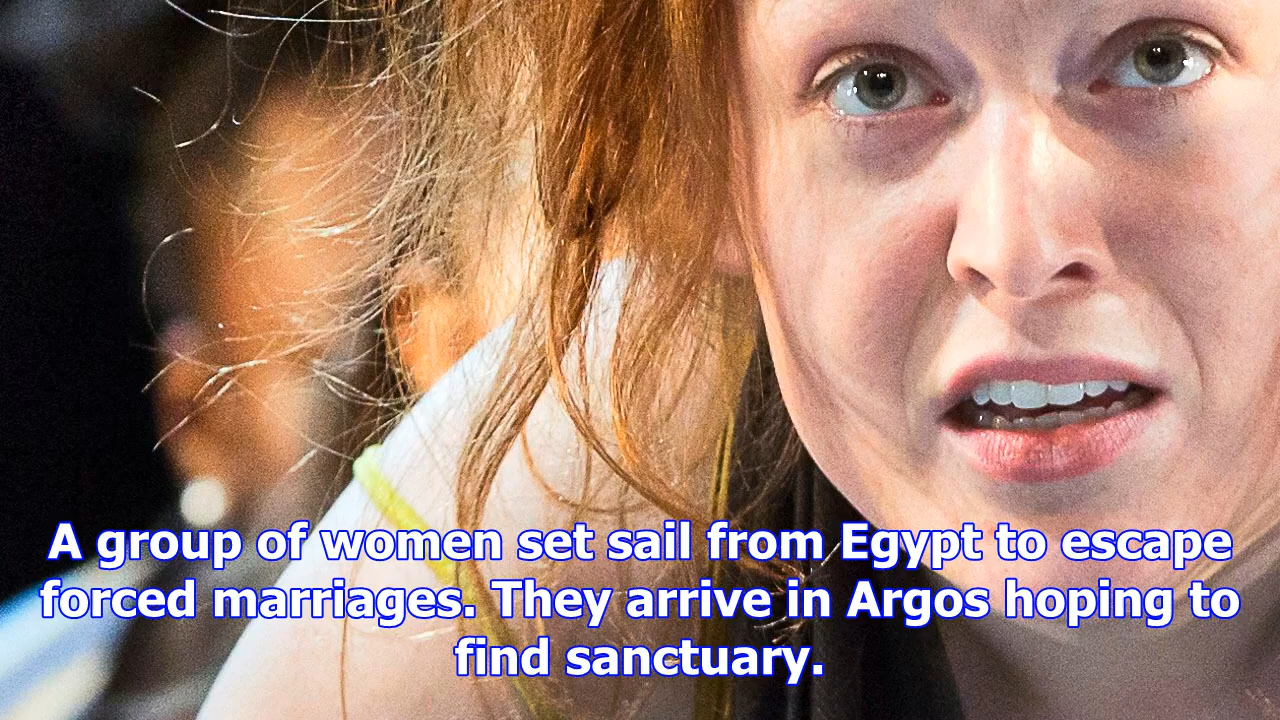 A group of women set sail from Egypt to escape
forced marriages. They arrive in Argos hoping to
find sanctuary.